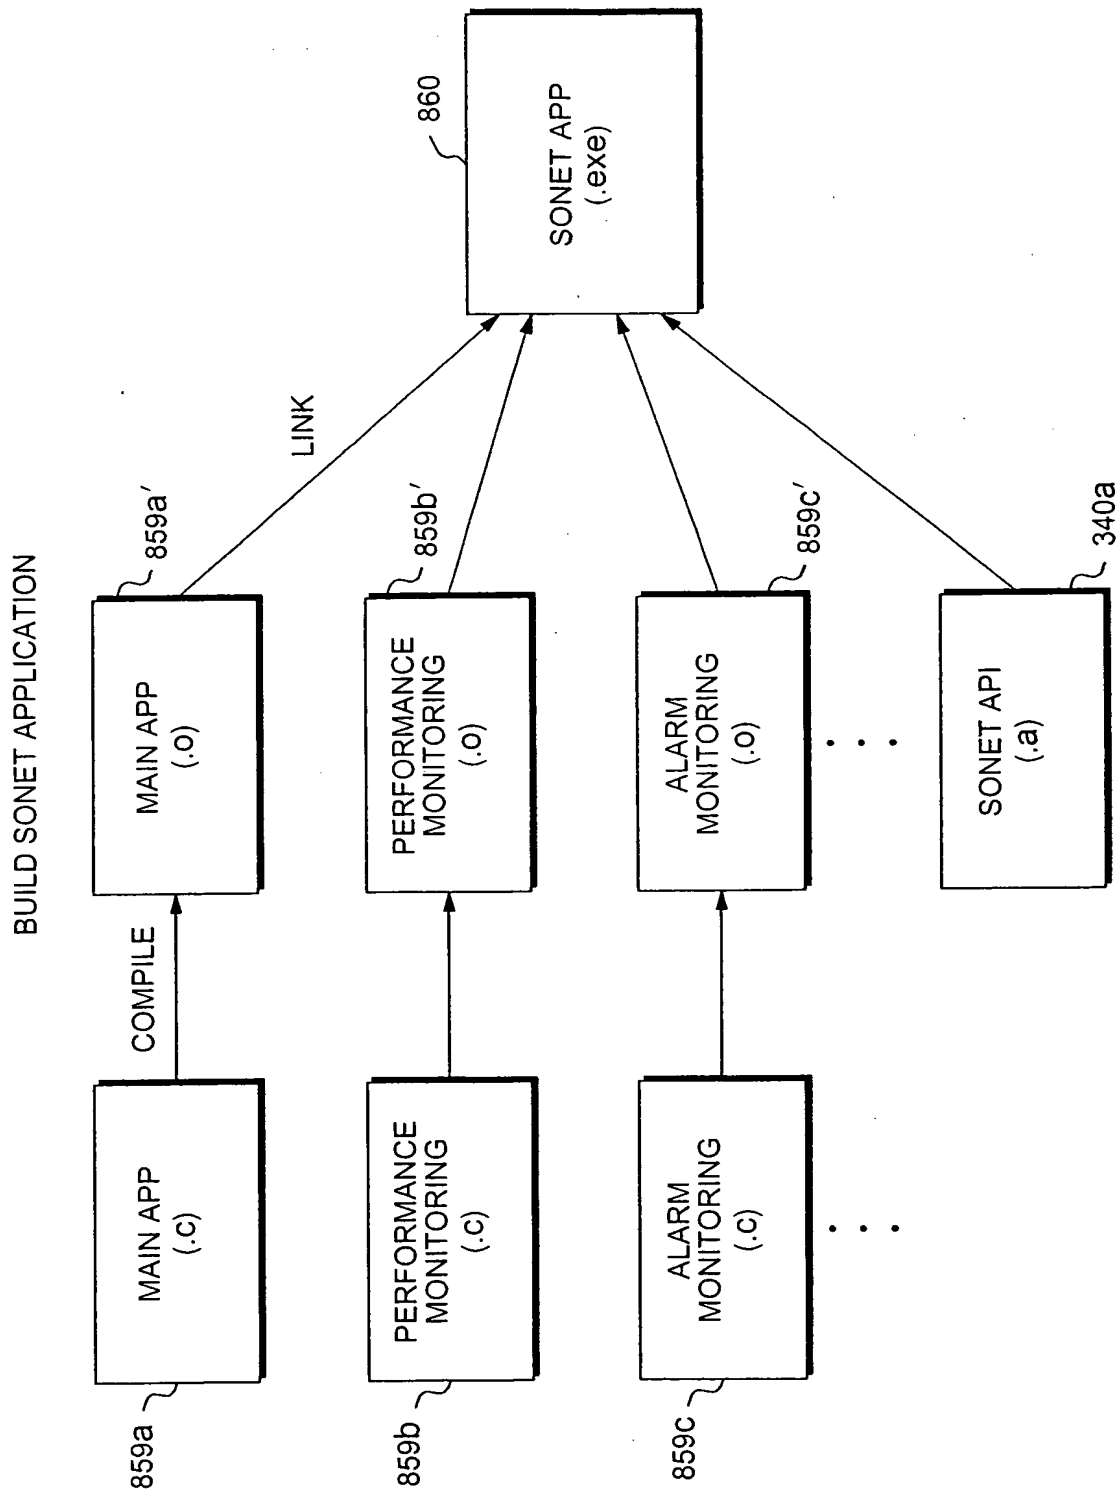 BUILD SONET APPLICATION
859a
MAIN APP
(.c)
COMPILE
859a′
MAIN APP
(.o)
LINK
859b
PERFORMANCE
MONITORING
(.c)
859b′
PERFORMANCE
MONITORING
(.o)
860
SONET APP
(.exe)
859c
ALARM
MONITORING
(.c)
859c′
ALARM
MONITORING
(.o)
340a
SONET API
(.a)